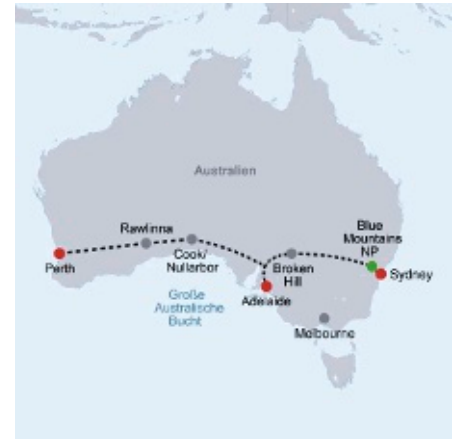 Australien
Blue
Mountains
NP
Rawlinna
Perth
Cook/
Nullarbor
Broken
Hill
Sydney
Adelaide
Große
Australische
Bucht
Melbourne